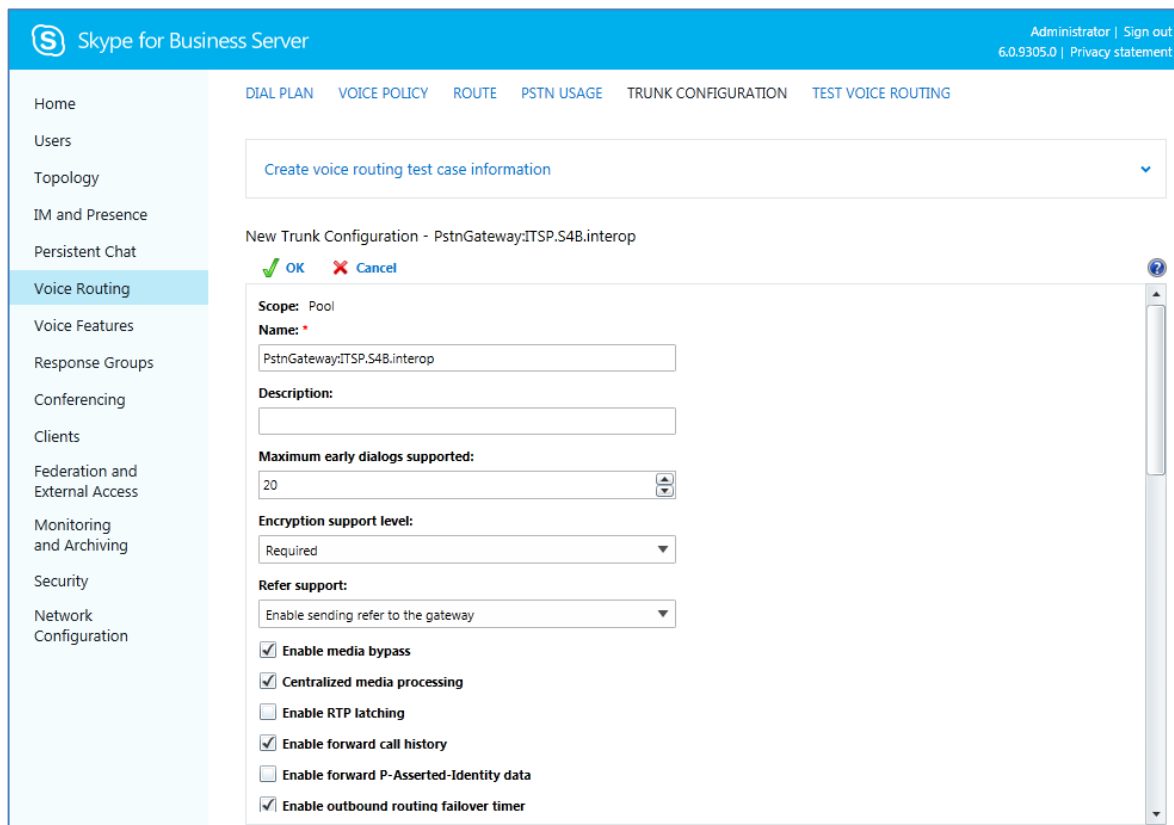 Skype for Business Server
Administrator | Sign out
6.0.9305.0 | Privacy statement
Home
Users
Topology
IM and Presence
Persistent Chat
Voice Routing
Voice Features
Response Groups
Conferencing
Clients
Federation and
External Access
Monitoring
and Archiving
Security
Network
Configuration
DIAL PLAN VOICE POLICY ROUTE PSTN USAGE TRUNK CONFIGURATION TEST VOICE ROUTING
Create voice routing test case information
New Trunk Configuration - PstnGateway:ITSP.S4B.interop
OK Cancel
Scope: Pool
Name: *
PstnGateway:ITSP.S4B.interop
Description:
Maximum early dialogs supported:
20
Encryption support level:
Required
Refer support:
Enable sending refer to the gateway
Enable media bypass
Centralized media processing
Enable RTP latching
Enable forward call history
Enable forward P-Asserted-Identity data
Enable outbound routing failover timer